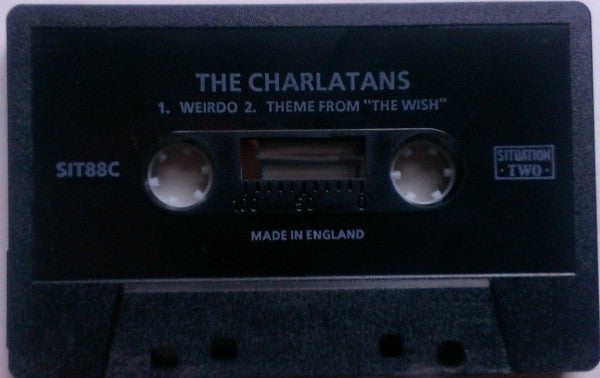 THE CHARLATANS
1. WEIRDO 2. THEME FROM "THE WISH"
SIT88C
SITUATION
·TWO·
100 50 0
MADE IN ENGLAND